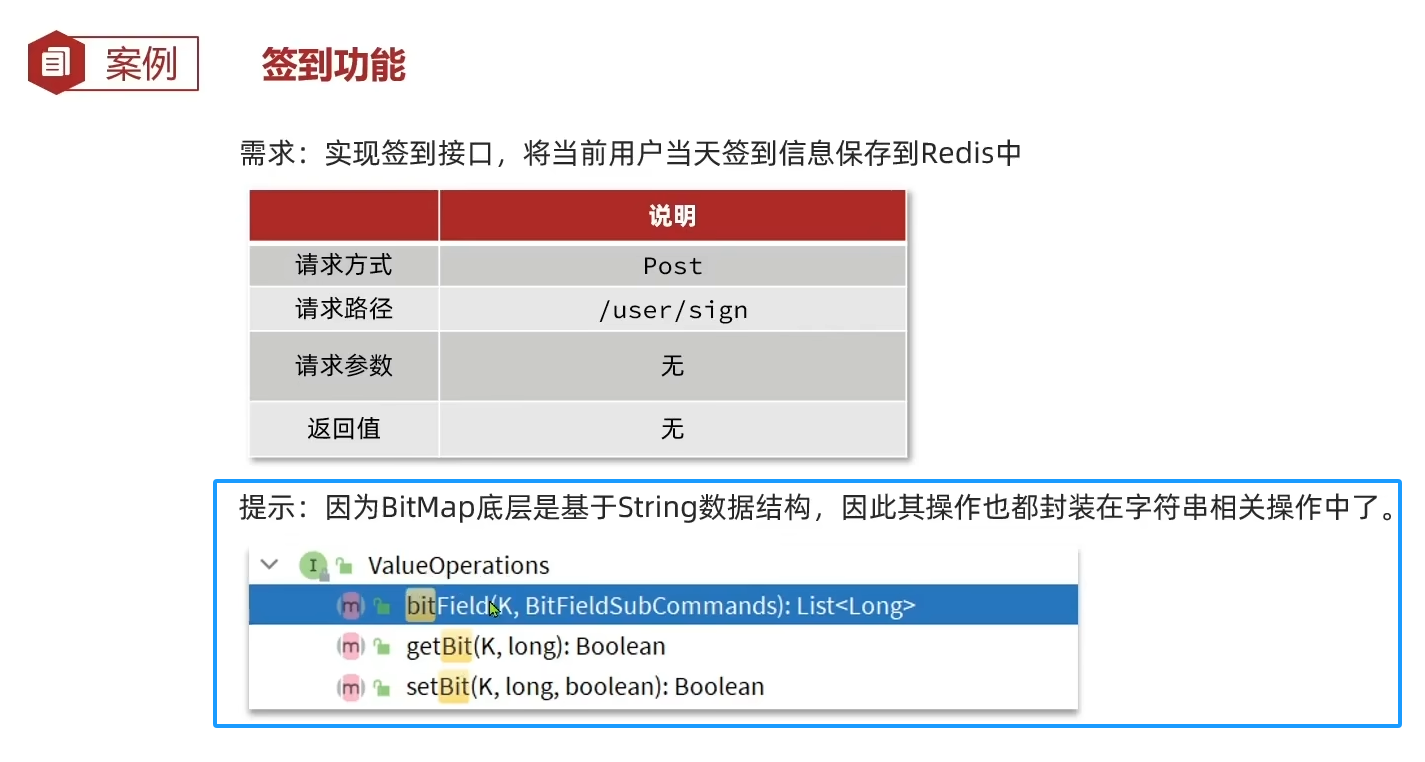 案例
签到功能
需求：实现签到接口，将当前用户当天签到信息保存到Redis中
说明
请求方式 Post
请求路径 /user/sign
请求参数 无
返回值 无
提示：因为BitMap底层是基于String数据结构，因此其操作也都封装在字符串相关操作中了。
I ValueOperations
m bitField(K, BitFieldSubCommands): List<Long>
m getBit(K, long): Boolean
m setBit(K, long, boolean): Boolean